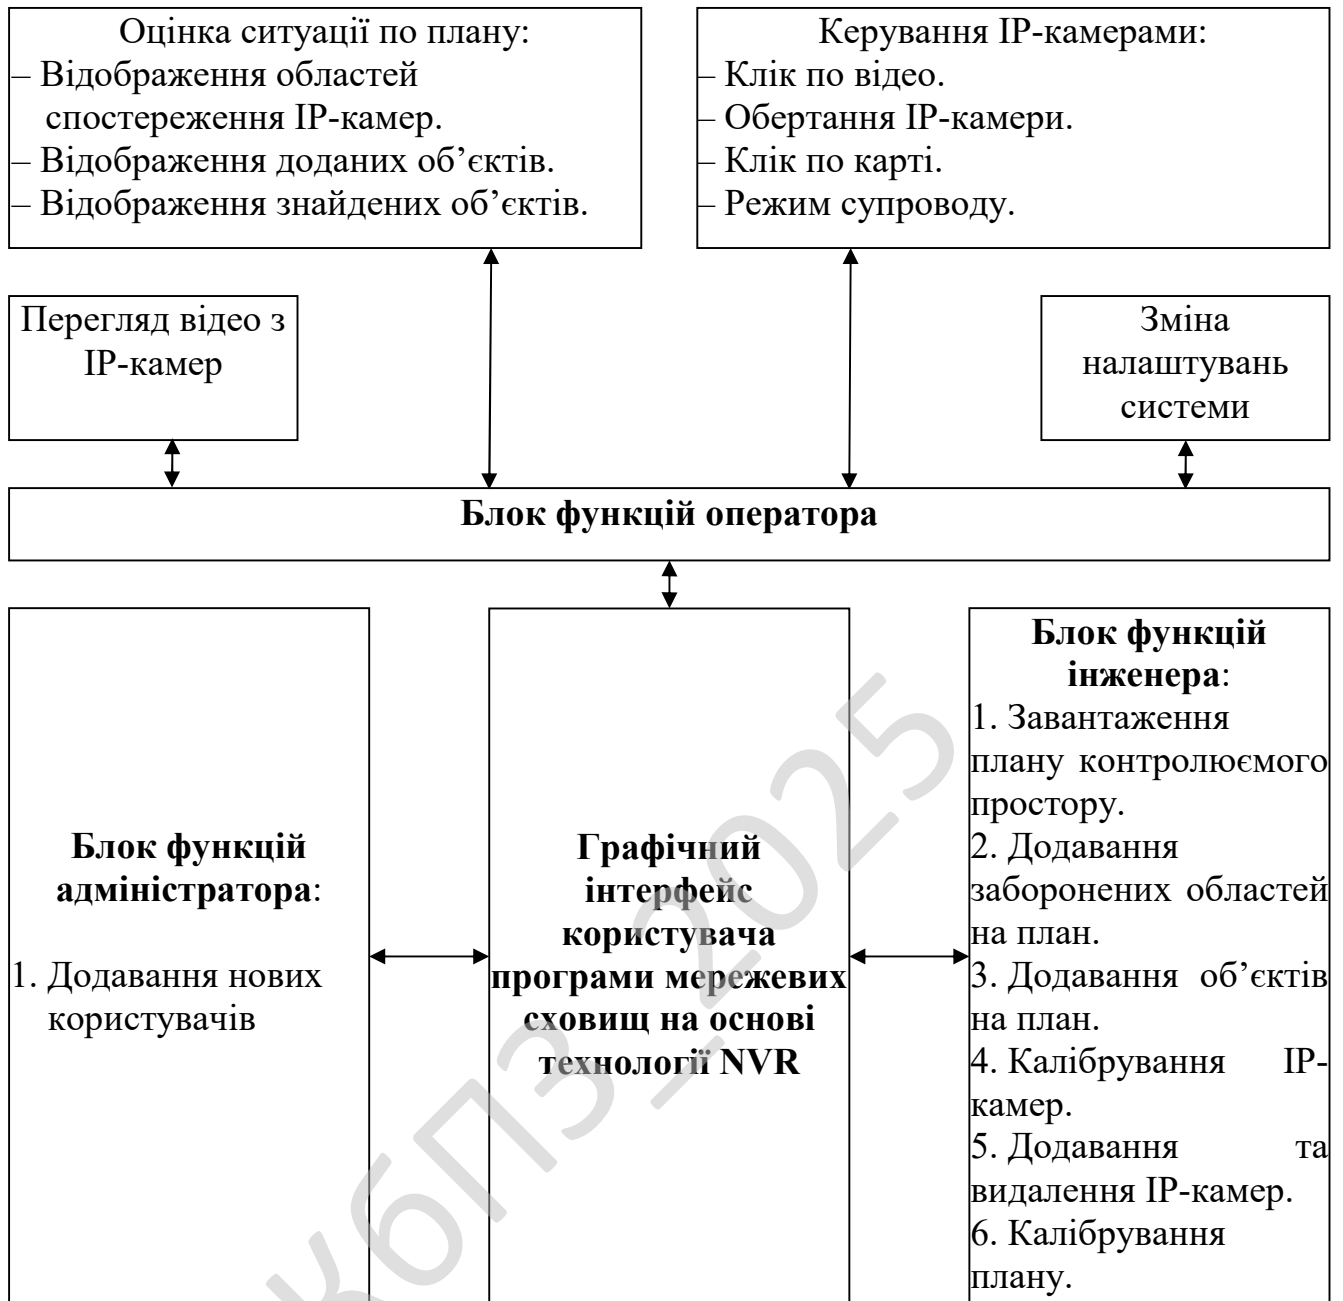 Оцінка ситуації по плану:
– Відображення областей
спостереження IP-камер.
– Відображення доданих об’єктів.
– Відображення знайдених об’єктів.
Керування IP-камерами:
– Клік по відео.
– Обертання IP-камери.
– Клік по карті.
– Режим супроводу.
Перегляд відео з
IP-камер
Зміна
налаштувань
системи
Блок функцій оператора
Блок функцій
адміністратора:
1. Додавання нових
користувачів
Графічний
інтерфейс
користувача
програми мережевих
сховищ на основі
технології NVR
Блок функцій
інженера:
1. Завантаження
плану контролюємого
простору.
2. Додавання
заборонених областей
на план.
3. Додавання об’єктів
на план.
4. Калібрування IP-
камер.
5. Додавання та
видалення IP-камер.
6. Калібрування
плану.
КбПЗ_2025